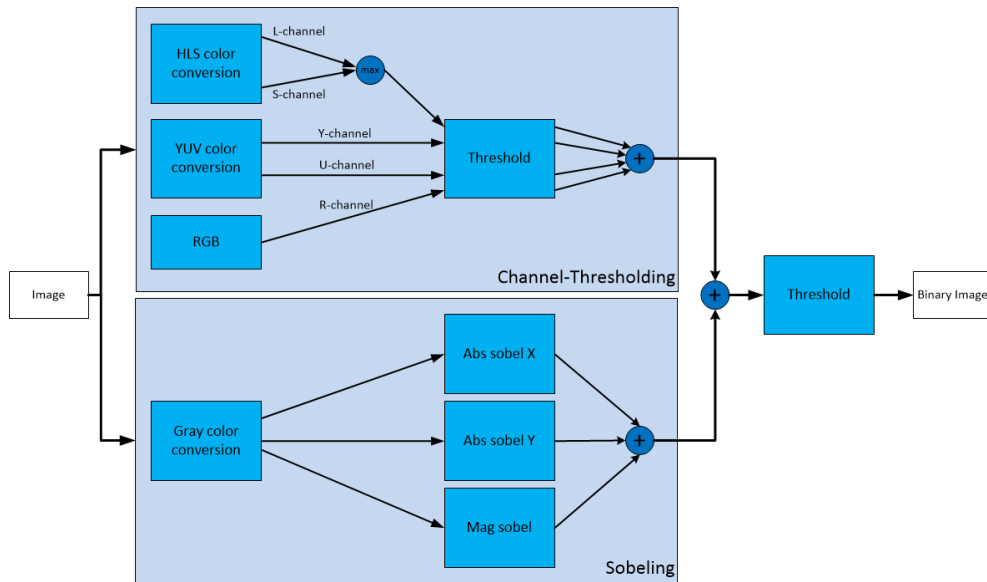 HLS color
conversion
L-channel
S-channel
max
YUV color
conversion
Y-channel
U-channel
Threshold
+
R-channel
RGB
Channel-Thresholding
Image
+
Threshold
Binary Image
Gray color
conversion
Abs sobel X
Abs sobel Y
+
Mag sobel
Sobeling